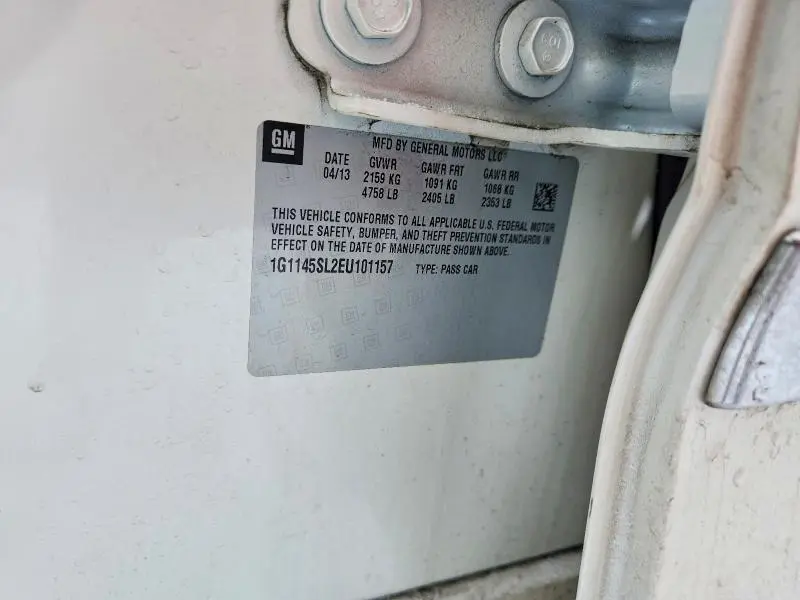 GM
MFD BY GENERAL MOTORS LLC
DATE GVWR GAWR FRT GAWR RR
04/13 2159 KG 1091 KG 1068 KG
4758 LB 2405 LB 2353 LB
THIS VEHICLE CONFORMS TO ALL APPLICABLE U.S. FEDERAL MOTOR
VEHICLE SAFETY, BUMPER, AND THEFT PREVENTION STANDARDS IN
EFFECT ON THE DATE OF MANUFACTURE SHOWN ABOVE.
1G1145SL2EU101157 TYPE: PASS CAR